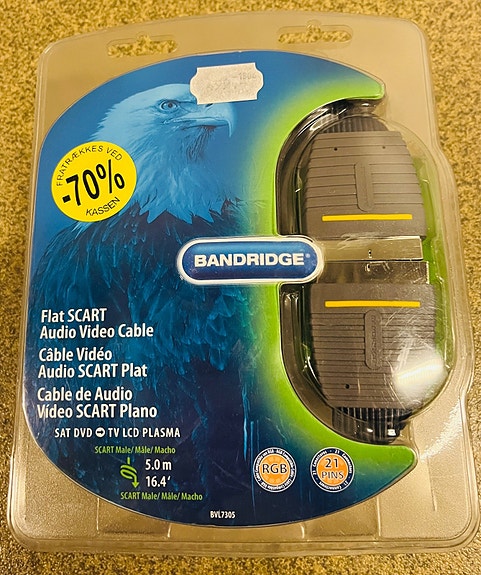 FRATRÆKKES VED
-70%
KASSEN
BANDRIDGE®
Flat SCART
Audio Video Cable
Câble Vidéo
Audio SCART Plat
Cable de Audio
Vídeo SCART Plano
SAT DVD TV LCD PLASMA
SCART Male/ Mâle/ Macho
5.0 m
16.4'
SCART Male/ Mâle/ Macho
RGB
21
PINS
BVL7305